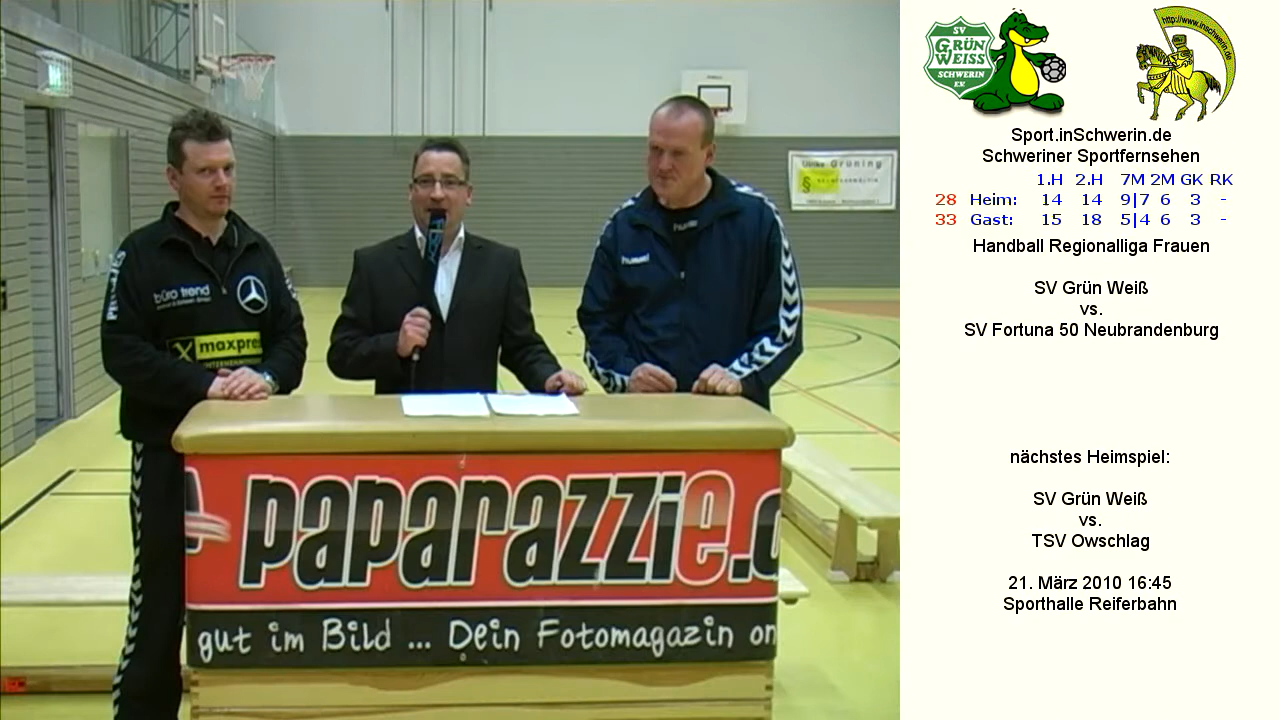 SV
GRÜN
WEISS
SCHWERIN
E.V.
http://www.inschwerin.de
Sport.inSchwerin.de
Schweriner Sportfernsehen
1.H 2.H 7M 2M GK RK
28 Heim: 14 14 9|7 6 3 -
33 Gast: 15 18 5|4 6 3 -
Handball Regionalliga Frauen
SV Grün Weiß
vs.
SV Fortuna 50 Neubrandenburg
nächstes Heimspiel:
SV Grün Weiß
vs.
TSV Owschlag
21. März 2010 16:45
Sporthalle Reiferbahn
Ulrike Grüning
§
büro trend
maxpres
hummel
paparazzie.
gut im Bild ... Dein Fotomagazin on